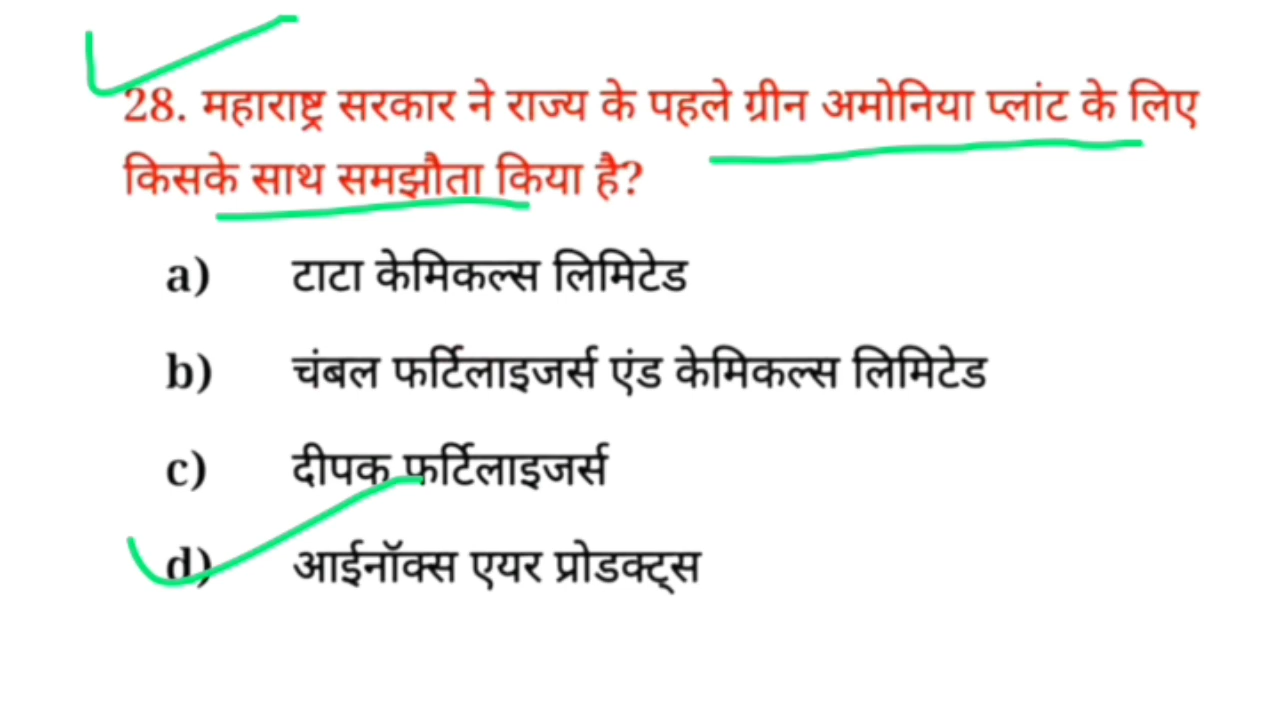 28. महाराष्ट्र सरकार ने राज्य के पहले ग्रीन अमोनिया प्लांट के लिए
किसके साथ समझौता किया है?
a) टाटा केमिकल्स लिमिटेड
b) चंबल फर्टिलाइजर्स एंड केमिकल्स लिमिटेड
c) दीपक फर्टिलाइजर्स
d) आईनॉक्स एयर प्रोडक्ट्स